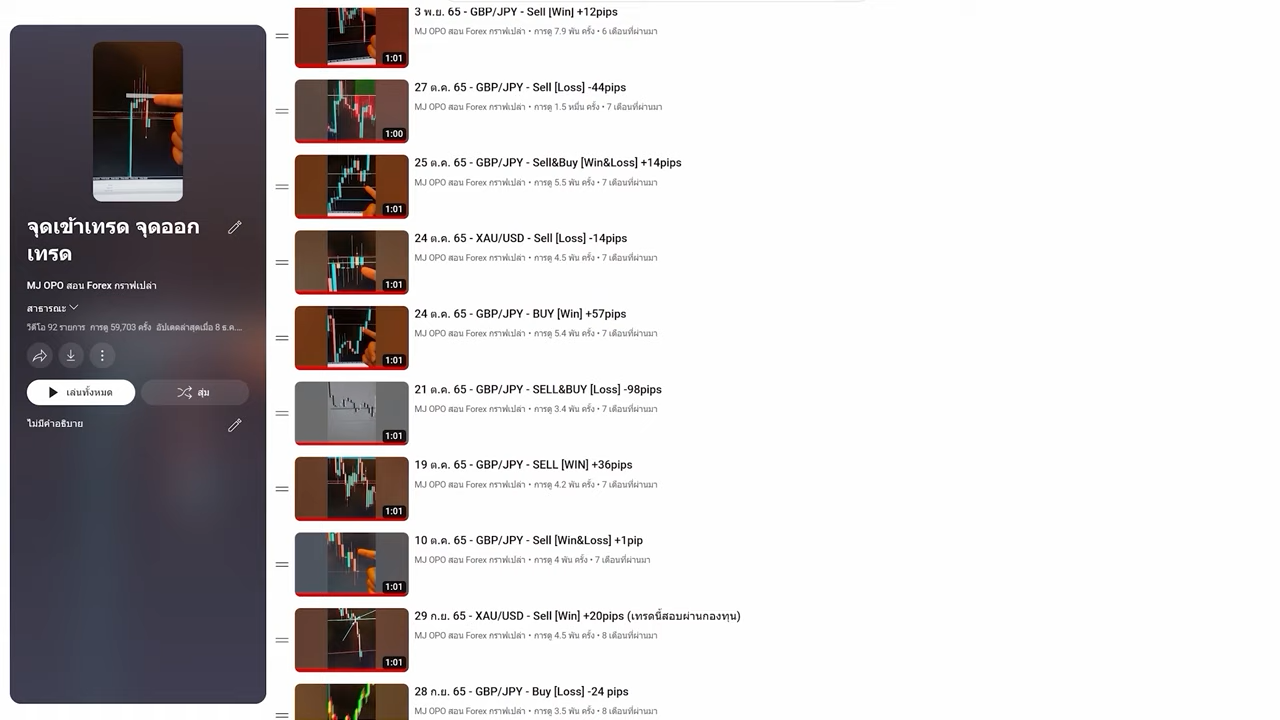 จุดเข้าเทรด จุดออก
เทรด
MJ OPO สอน Forex กราฟเปล่า
สาธารณะ
วิดีโอ 92 รายการ การดู 59,703 ครั้ง อัปเดตล่าสุดเมื่อ 8 ธ.ค....
เล่นทั้งหมด
สุ่ม
ไม่มีคำอธิบาย
3 พ.ย. 65 - GBP/JPY - Sell [Win] +12pips
MJ OPO สอน Forex กราฟเปล่า • การดู 7.9 พัน ครั้ง • 6 เดือนที่ผ่านมา
1:01
27 ต.ค. 65 - GBP/JPY - Sell [Loss] -44pips
MJ OPO สอน Forex กราฟเปล่า • การดู 1.5 หมื่น ครั้ง • 7 เดือนที่ผ่านมา
1:00
25 ต.ค. 65 - GBP/JPY - Sell&Buy [Win&Loss] +14pips
MJ OPO สอน Forex กราฟเปล่า • การดู 5.5 พัน ครั้ง • 7 เดือนที่ผ่านมา
1:01
24 ต.ค. 65 - XAU/USD - Sell [Loss] -14pips
MJ OPO สอน Forex กราฟเปล่า • การดู 4.5 พัน ครั้ง • 7 เดือนที่ผ่านมา
1:01
24 ต.ค. 65 - GBP/JPY - BUY [Win] +57pips
MJ OPO สอน Forex กราฟเปล่า • การดู 5.4 พัน ครั้ง • 7 เดือนที่ผ่านมา
1:01
21 ต.ค. 65 - GBP/JPY - SELL&BUY [Loss] -98pips
MJ OPO สอน Forex กราฟเปล่า • การดู 3.4 พัน ครั้ง • 7 เดือนที่ผ่านมา
1:01
19 ต.ค. 65 - GBP/JPY - SELL [WIN] +36pips
MJ OPO สอน Forex กราฟเปล่า • การดู 4.2 พัน ครั้ง • 7 เดือนที่ผ่านมา
1:01
10 ต.ค. 65 - GBP/JPY - Sell [Win&Loss] +1pip
MJ OPO สอน Forex กราฟเปล่า • การดู 4 พัน ครั้ง • 7 เดือนที่ผ่านมา
1:01
29 ก.ย. 65 - XAU/USD - Sell [Win] +20pips (เทรดนี้สอบผ่านกองทุน)
MJ OPO สอน Forex กราฟเปล่า • การดู 4.5 พัน ครั้ง • 8 เดือนที่ผ่านมา
1:01
28 ก.ย. 65 - GBP/JPY - Buy [Loss] -24 pips
MJ OPO สอน Forex กราฟเปล่า • การดู 3.5 พัน ครั้ง • 8 เดือนที่ผ่านมา